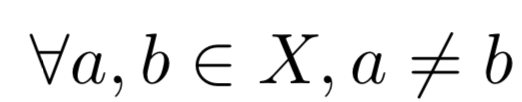 ∀a, b ∈ X, a ≠ b